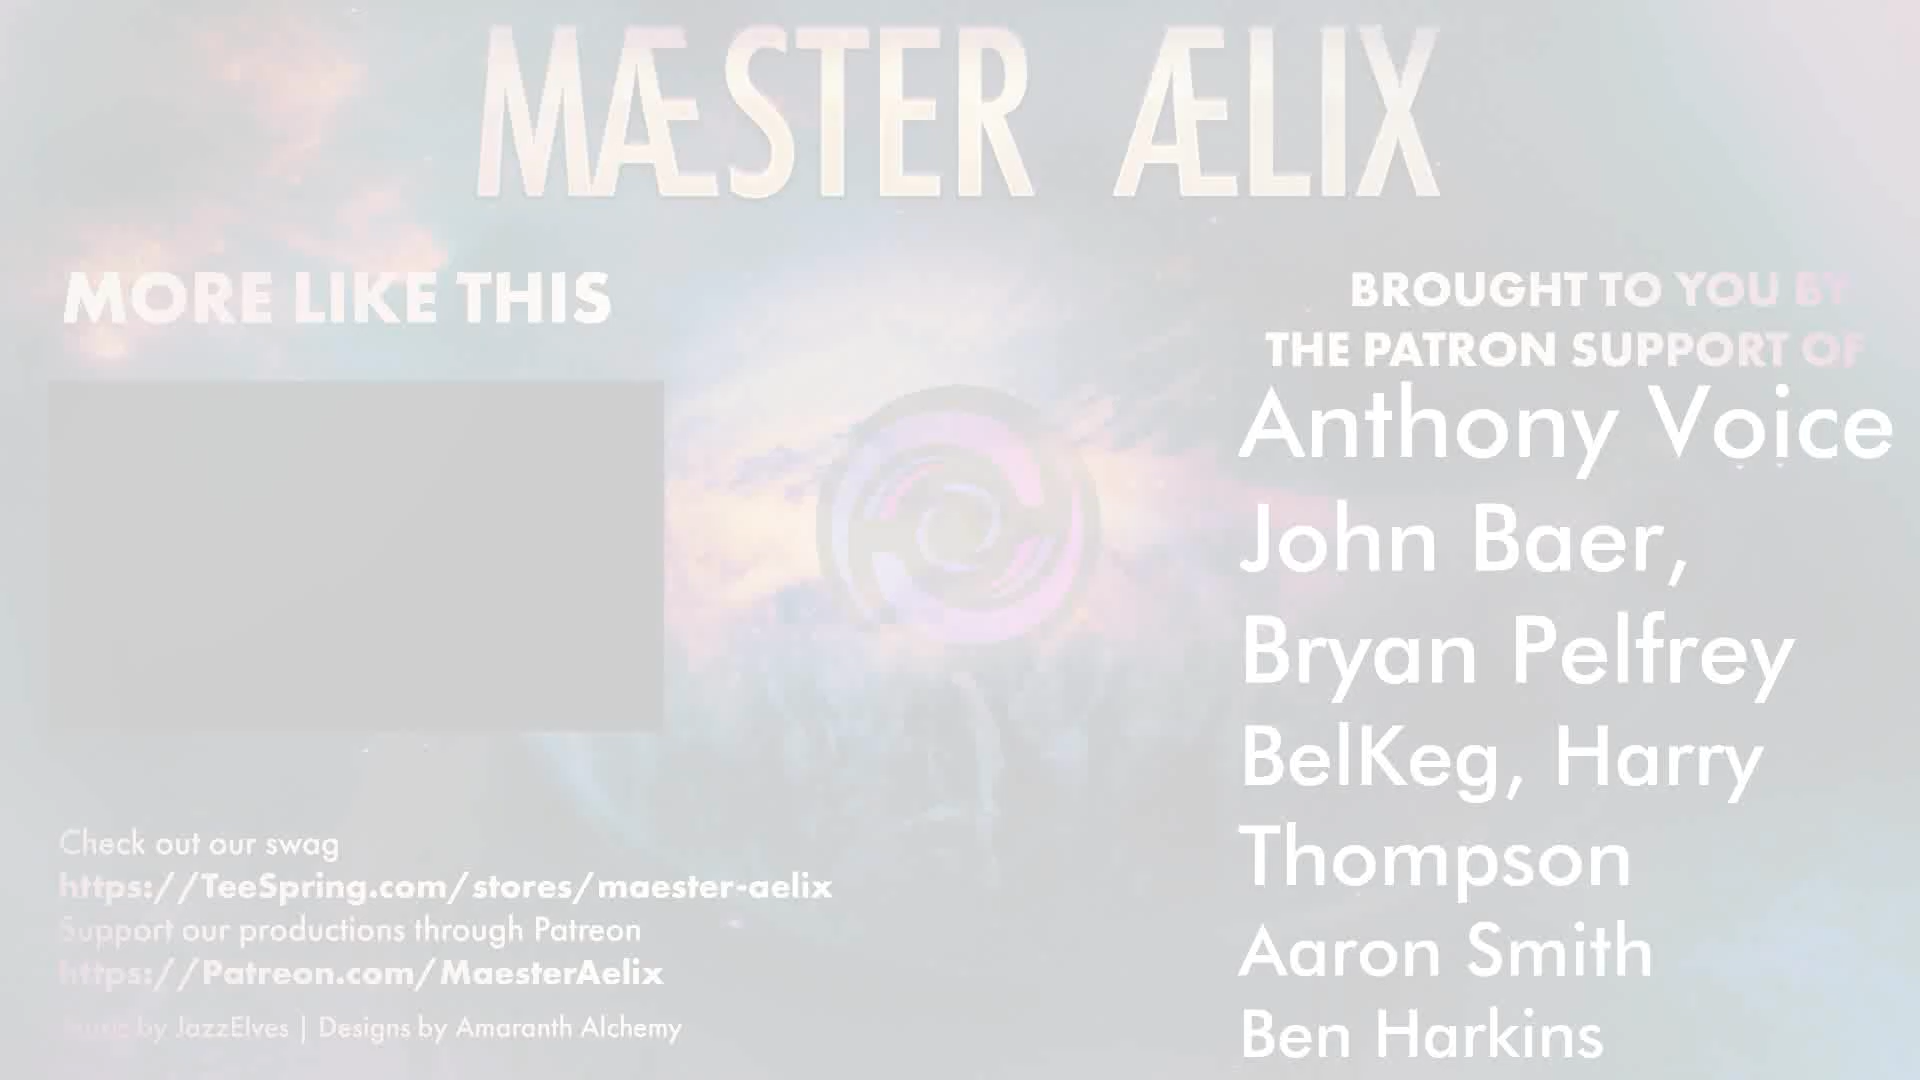 MÆSTER ÆLIX
MORE LIKE THIS
BROUGHT TO YOU BY
THE PATRON SUPPORT OF
Anthony Voice
John Baer,
Bryan Pelfrey
BelKeg, Harry
Thompson
Aaron Smith
Ben Harkins
Check out our swag
https://TeeSpring.com/stores/maester-aelix
Support our productions through Patreon
https://Patreon.com/MaesterAelix
Music by JazzElves | Designs by Amaranth Alchemy